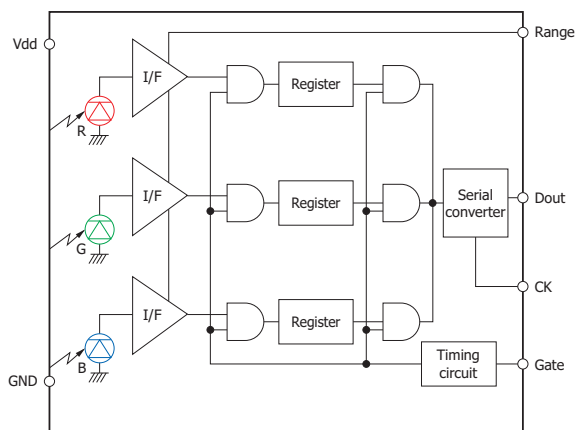 Vdd
Range
I/F
Register
R
I/F
Register
Serial
converter
Dout
G
CK
I/F
Register
B
Timing
circuit
Gate
GND